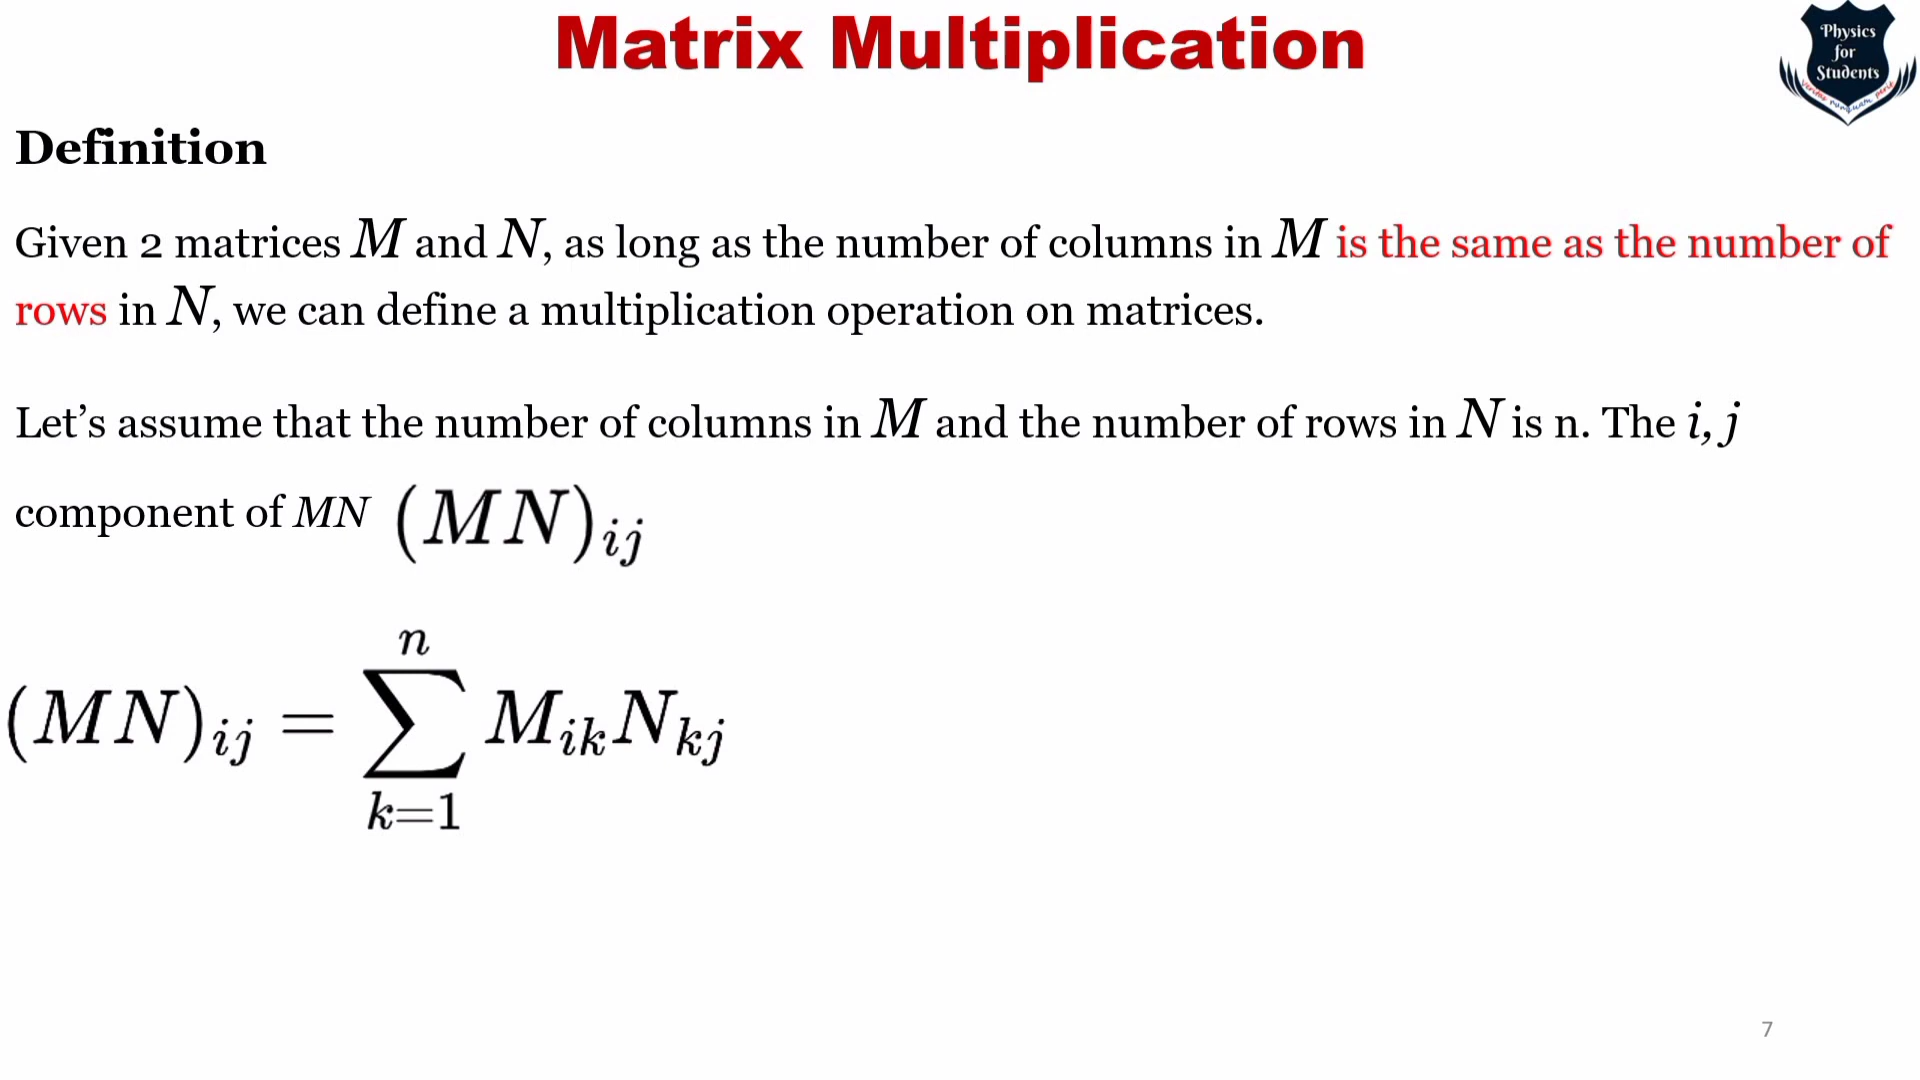 Matrix Multiplication
Physics
for
Students
Definition
Given 2 matrices M and N, as long as the number of columns in M is the same as the number of
rows in N, we can define a multiplication operation on matrices.
Let’s assume that the number of columns in M and the number of rows in N is n. The i, j
component of MN (MN)ij
n
(MN)ij = ∑ MikNkj
k=1
7